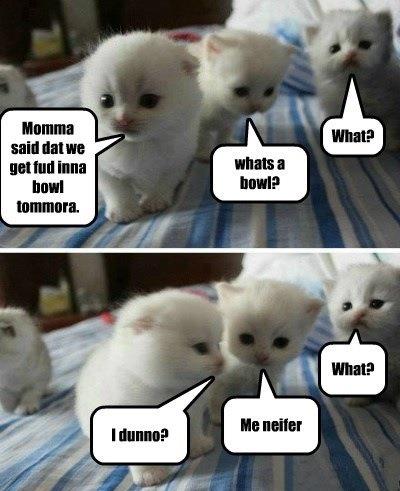 Momma
said dat we
get fud inna
bowl
tommora.
whats a
bowl?
What?
I dunno?
Me neifer
What?